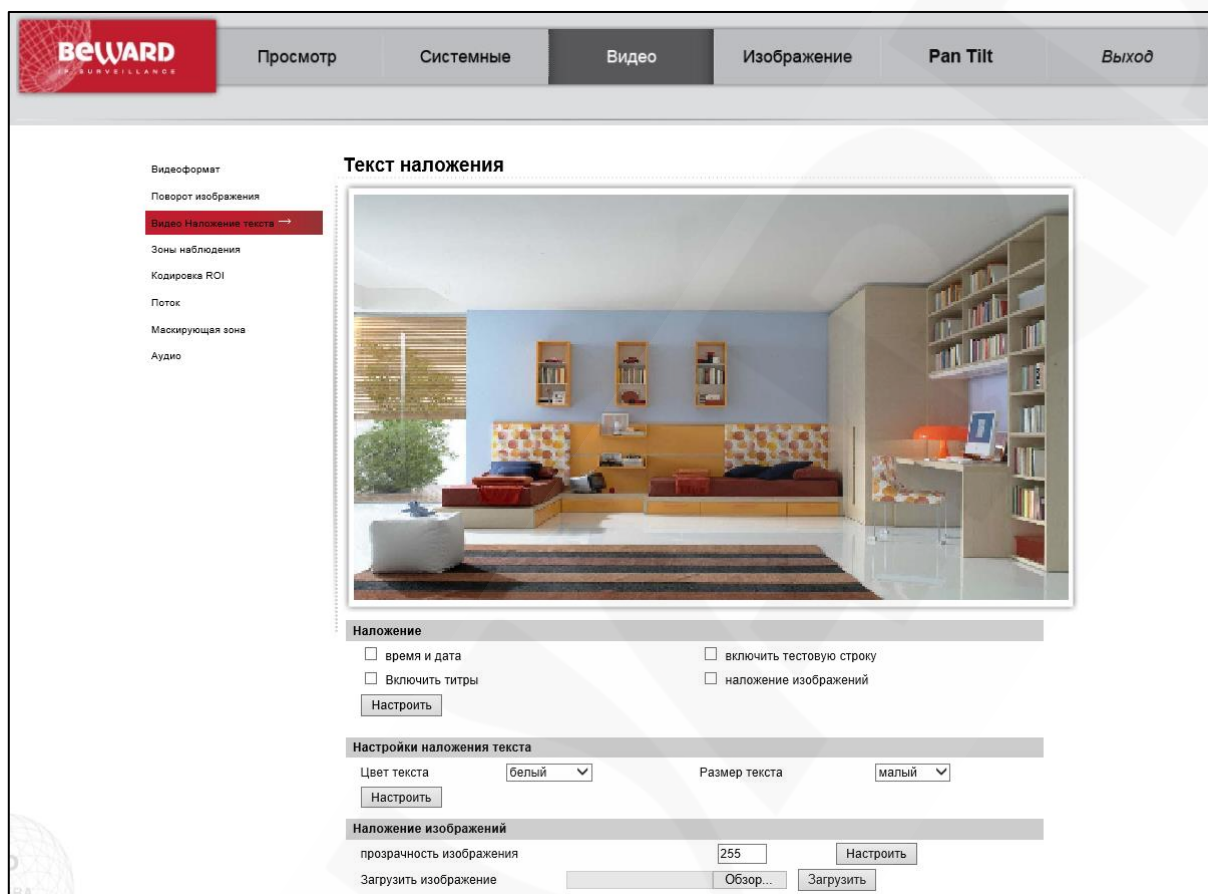 BEWARD
IP SURVEILLANCE
Просмотр Системные Видео Изображение Pan Tilt Выход
Видеоформат
Поворот изображения
Видео Наложение текста →
Зоны наблюдения
Кодировка ROI
Поток
Маскирующая зона
Аудио
Текст наложения
Наложение
время и дата включить тестовую строку
Включить титры наложение изображений
Настроить
Настройки наложения текста
Цвет текста белый Размер текста малый
Настроить
Наложение изображений
прозрачность изображения 255 Настроить
Загрузить изображение Обзор... Загрузить